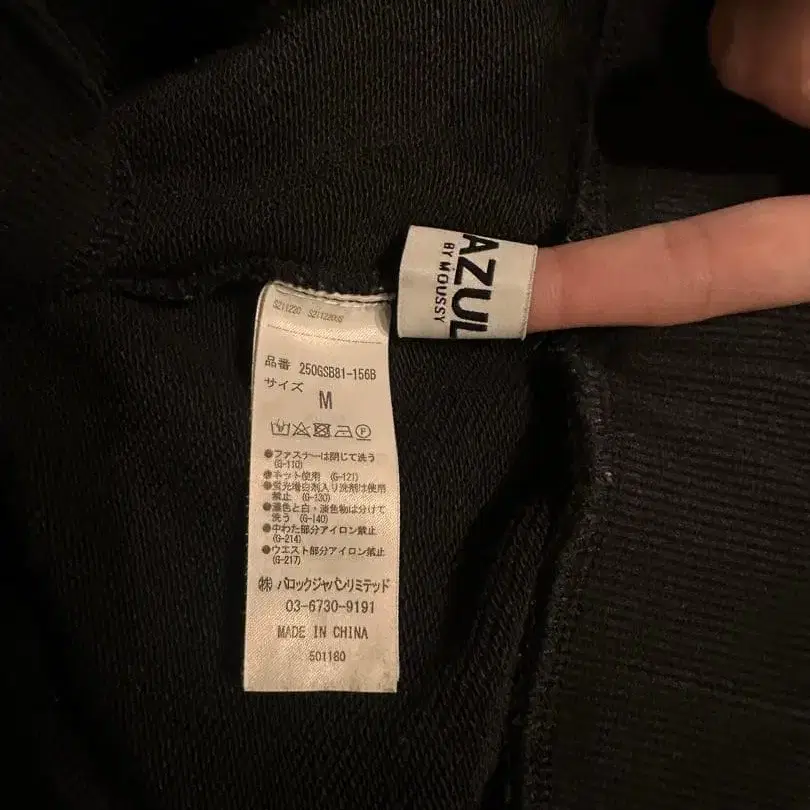 AZUL
BY MOUSSY
S211220 S211220US
品番 250GSB81-156B
サイズ M
●ファスナーは閉じて洗う
(G-110)
●ネット使用 (G-121)
●蛍光増白剤入り洗剤は使用
禁止 (G-130)
●濃色と白・淡色物は分けて
洗う (G-140)
●中わた部分アイロン禁止
(G-214)
●ウエスト部分アイロン禁止
(G-217)
㈱バロックジャパンリミテッド
03-6730-9191
MADE IN CHINA
501160